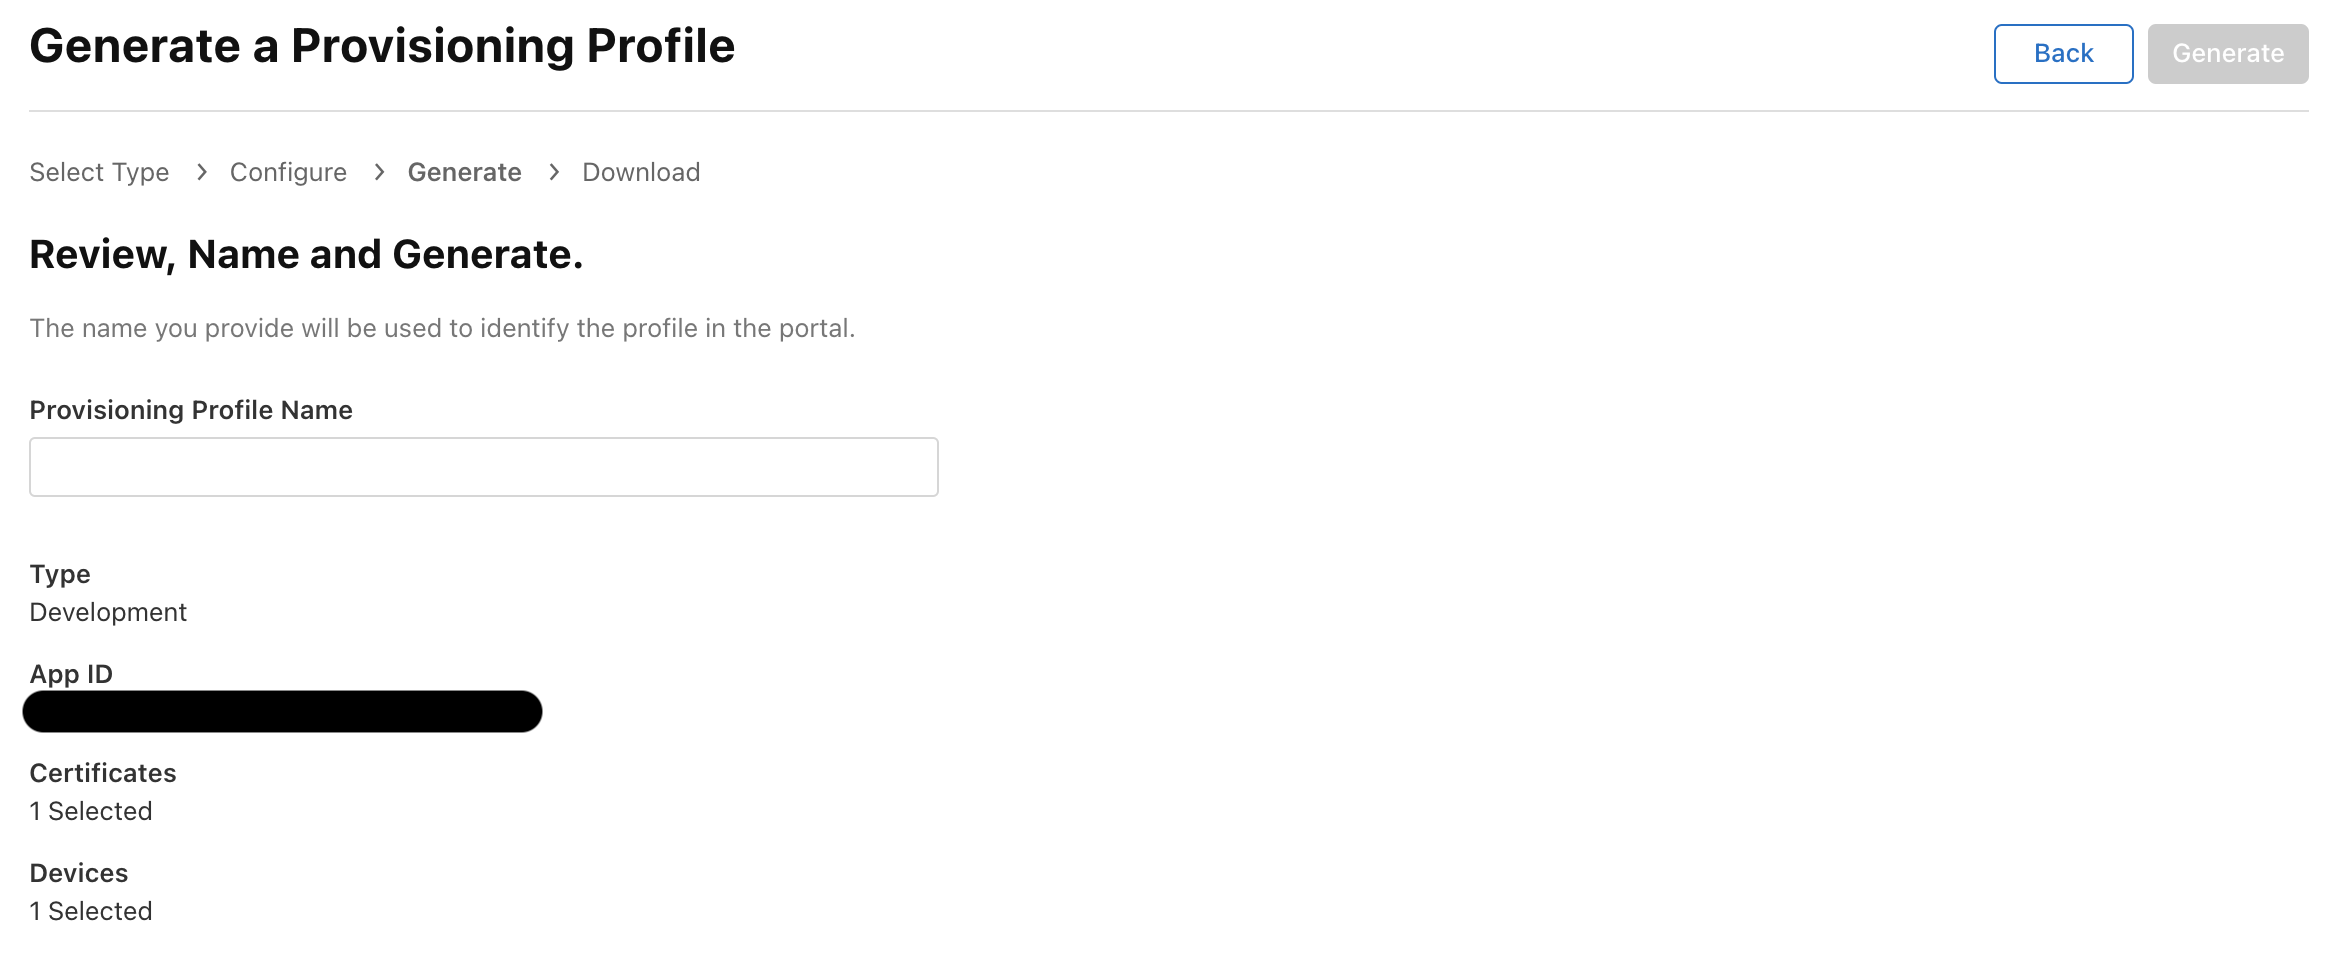 Generate a Provisioning Profile
Back
Generate
Select Type > Configure > Generate > Download
Review, Name and Generate.
The name you provide will be used to identify the profile in the portal.
Provisioning Profile Name
Type
Development
App ID
Certificates
1 Selected
Devices
1 Selected